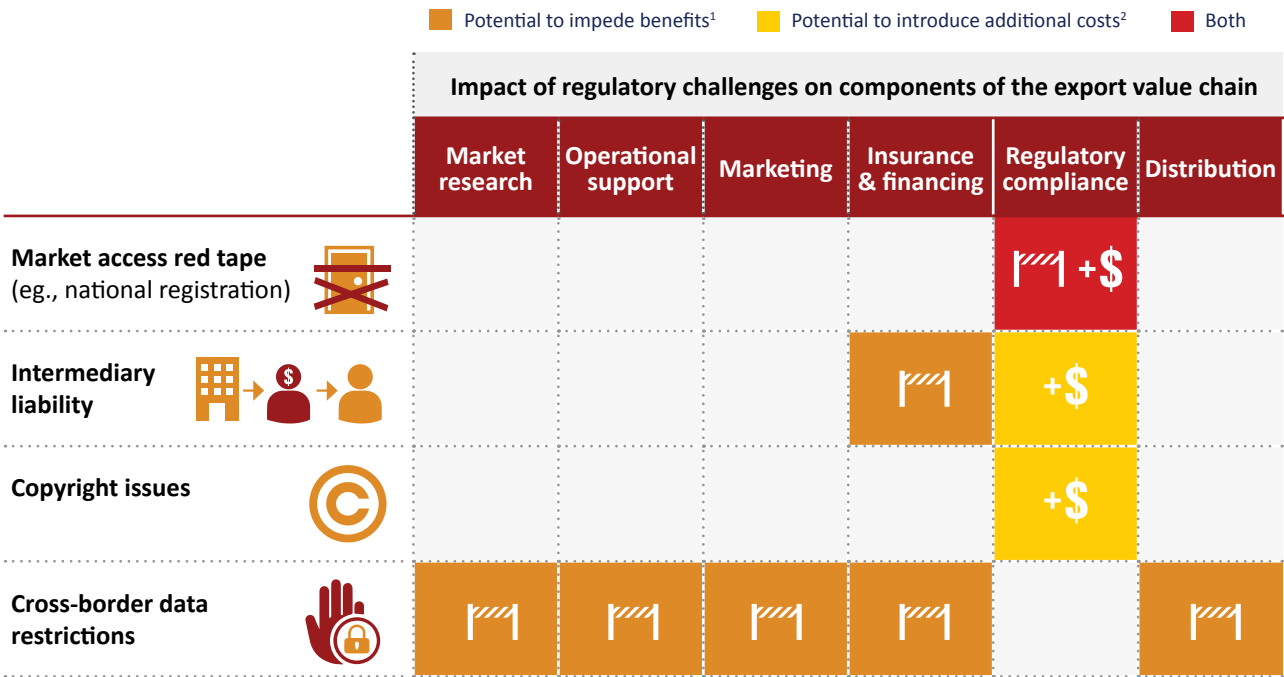 Potential to impede benefits¹ Potential to introduce additional costs² Both
Impact of regulatory challenges on components of the export value chain
Market research
Operational support
Marketing
Insurance & financing
Regulatory compliance
Distribution
Market access red tape
(eg., national registration)
+$
Intermediary
liability
$
+$
Copyright issues
©
+$
Cross-border data
restrictions